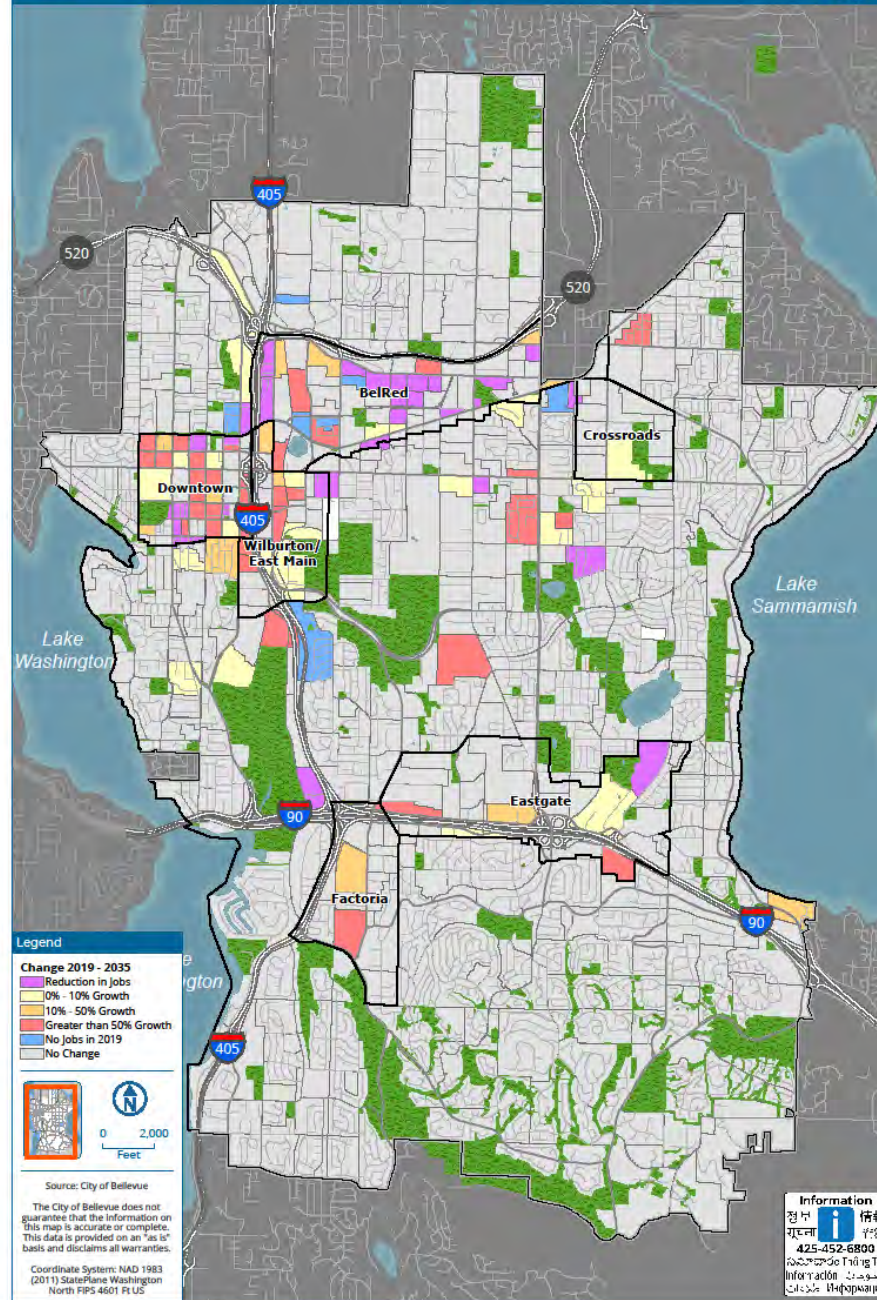 405
520
520
BelRed
Crossroads
Downtown
405
Wilburton/
East Main
Lake
Sammamish
Lake
Washington
Eastgate
90
Factoria
90
405
Legend
Change 2019 - 2035
Reduction in Jobs
0% - 10% Growth
10% - 50% Growth
Greater than 50% Growth
No Jobs in 2019
No Change
0 2,000
Feet
Source: City of Bellevue
The City of Bellevue does not
guarantee that the information on
this map is accurate or complete.
This data is provided on an "as is"
basis and disclaims all warranties.
Coordinate System: NAD 1983
(2011) StatePlane Washington
North FIPS 4601 Ft US
Information
i
425-452-6800
Información